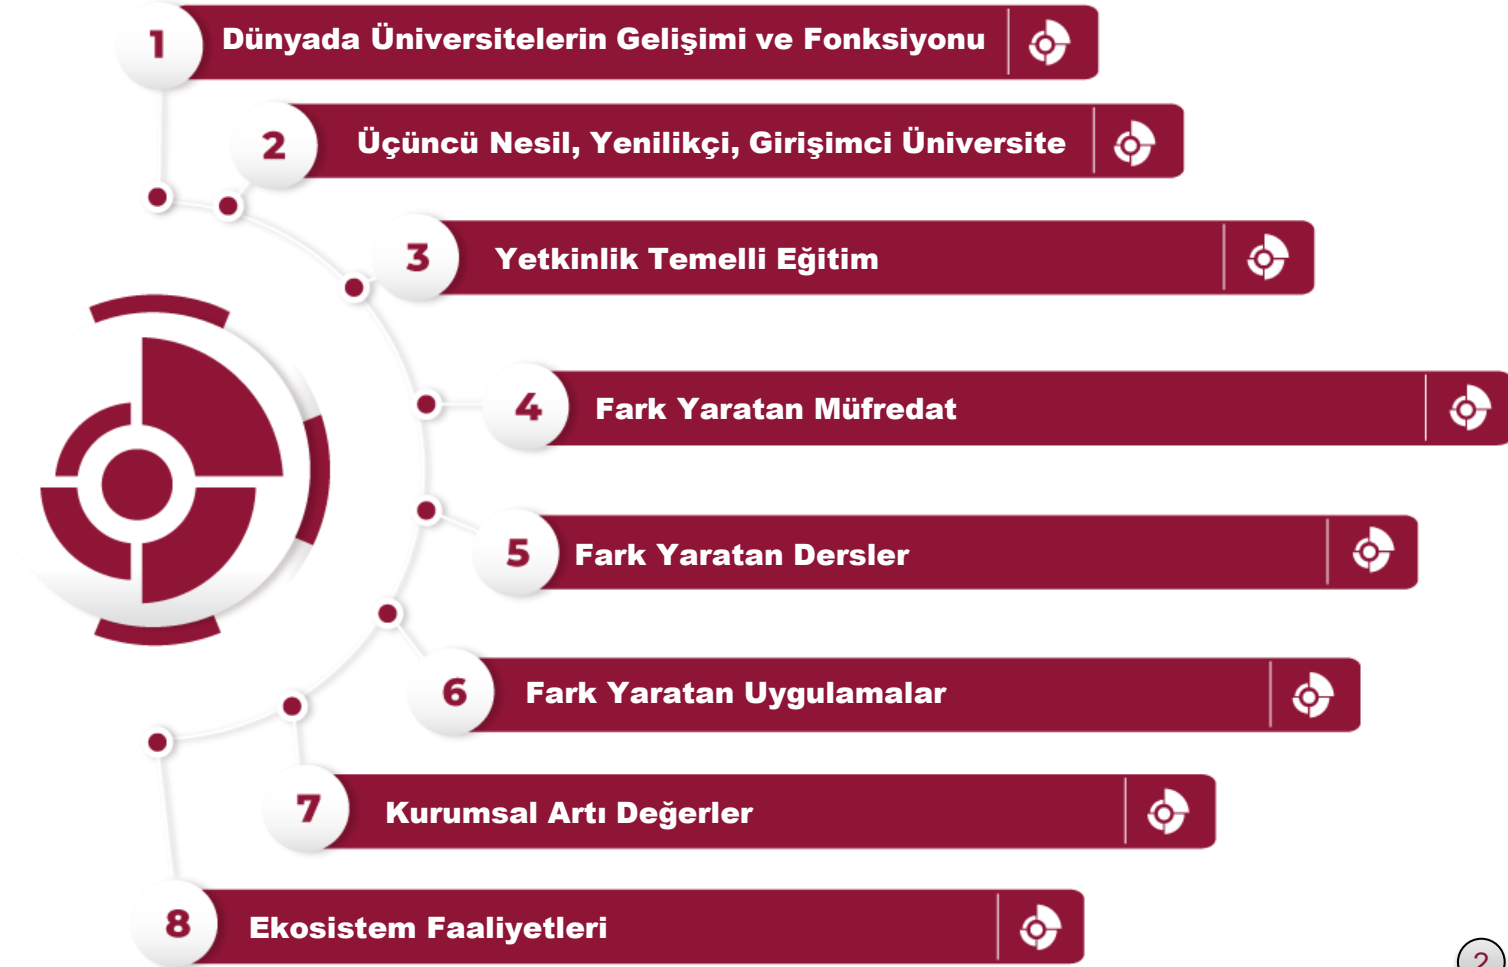 1 Dünyada Üniversitelerin Gelişimi ve Fonksiyonu
2 Üçüncü Nesil, Yenilikçi, Girişimci Üniversite
3 Yetkinlik Temelli Eğitim
4 Fark Yaratan Müfredat
5 Fark Yaratan Dersler
6 Fark Yaratan Uygulamalar
7 Kurumsal Artı Değerler
8 Ekosistem Faaliyetleri
2